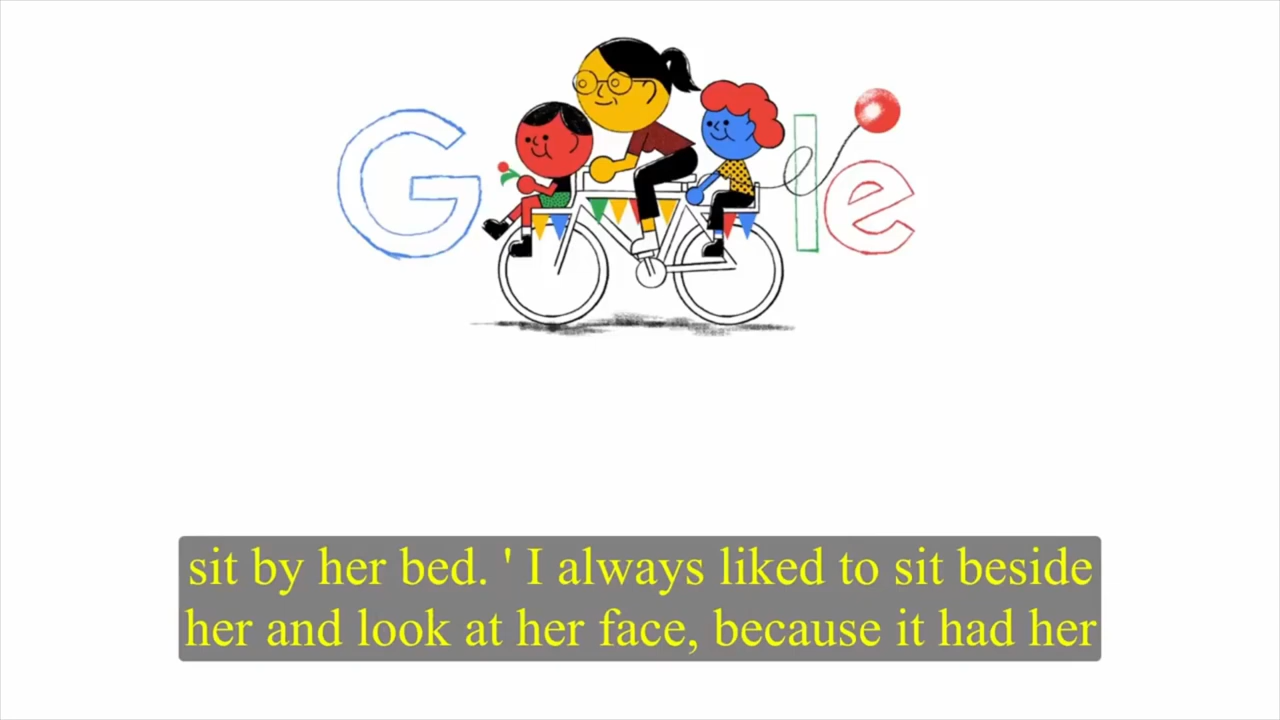 G le
sit by her bed. ' I always liked to sit beside
her and look at her face, because it had her